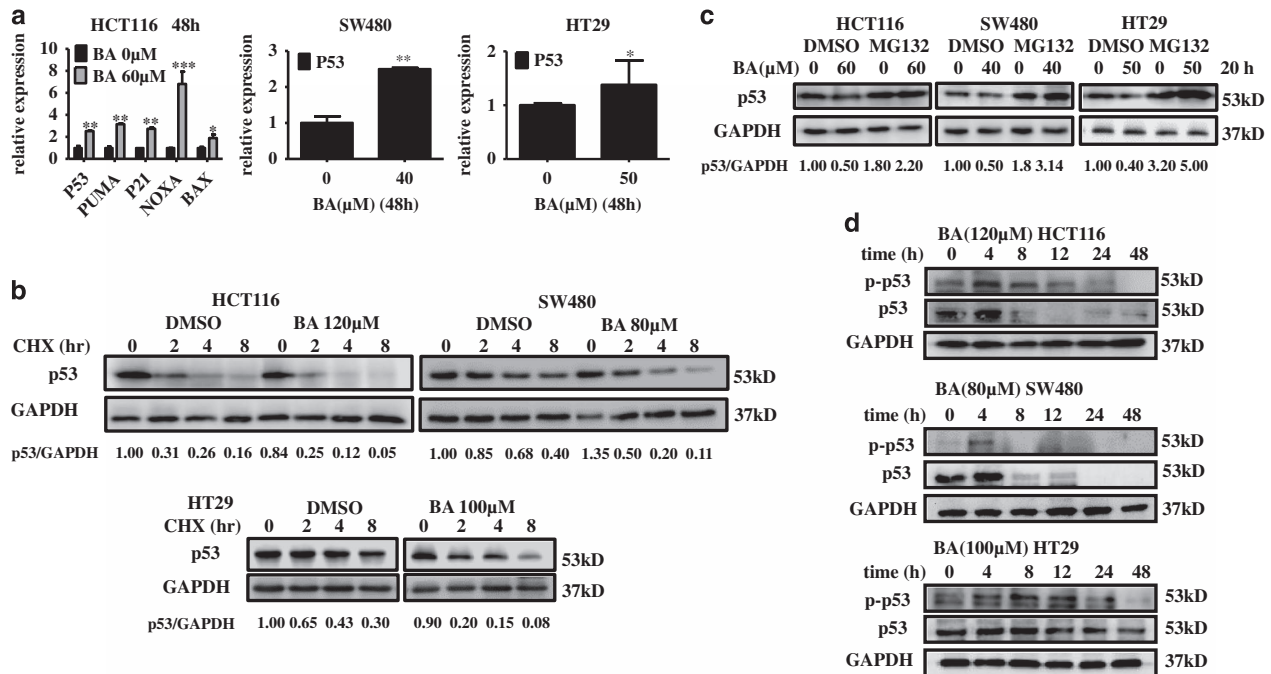 a
HCT116 48h
BA 0μM
BA 60μM
relative expression
10
8
6
4
2
0
** ** ** *** *
P53 PUMA P21 NOXA BAX
SW480
P53
relative expression
3
2
1
0
**
0 40
BA(μM) (48h)
HT29
P53
relative expression
2
1
0
*
0 50
BA(μM) (48h)
b
HCT116 SW480
DMSO BA 120μM DMSO BA 80μM
CHX (hr) 0 2 4 8 0 2 4 8 0 2 4 8 0 2 4 8
p53 53kD
GAPDH 37kD
p53/GAPDH 1.00 0.31 0.26 0.16 0.84 0.25 0.12 0.05 1.00 0.85 0.68 0.40 1.35 0.50 0.20 0.11
HT29 DMSO BA 100μM
CHX (hr) 0 2 4 8 0 2 4 8
p53 53kD
GAPDH 37kD
p53/GAPDH 1.00 0.65 0.43 0.30 0.90 0.20 0.15 0.08
c
HCT116 SW480 HT29
DMSO MG132 DMSO MG132 DMSO MG132
BA(μM) 0 60 0 60 0 40 0 40 0 50 0 50 20 h
p53 53kD
GAPDH 37kD
p53/GAPDH 1.00 0.50 1.80 2.20 1.00 0.50 1.8 3.14 1.00 0.40 3.20 5.00
d
BA(120μM) HCT116
time (h) 0 4 8 12 24 48
p-p53 53kD
p53 53kD
GAPDH 37kD
BA(80μM) SW480
time (h) 0 4 8 12 24 48
p-p53 53kD
p53 53kD
GAPDH 37kD
BA(100μM) HT29
time (h) 0 4 8 12 24 48
p-p53 53kD
p53 53kD
GAPDH 37kD